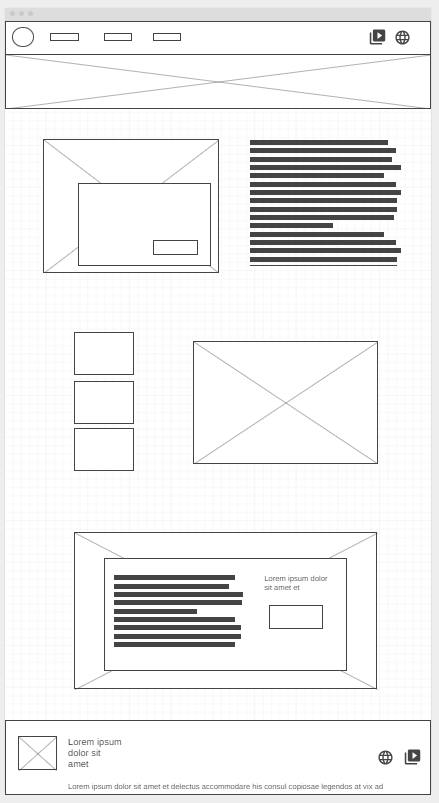 Lorem ipsum dolor
sit amet et
Lorem ipsum
dolor sit
amet
Lorem ipsum dolor sit amet et delectus accommodare his consul copiosae legendos at vix ad